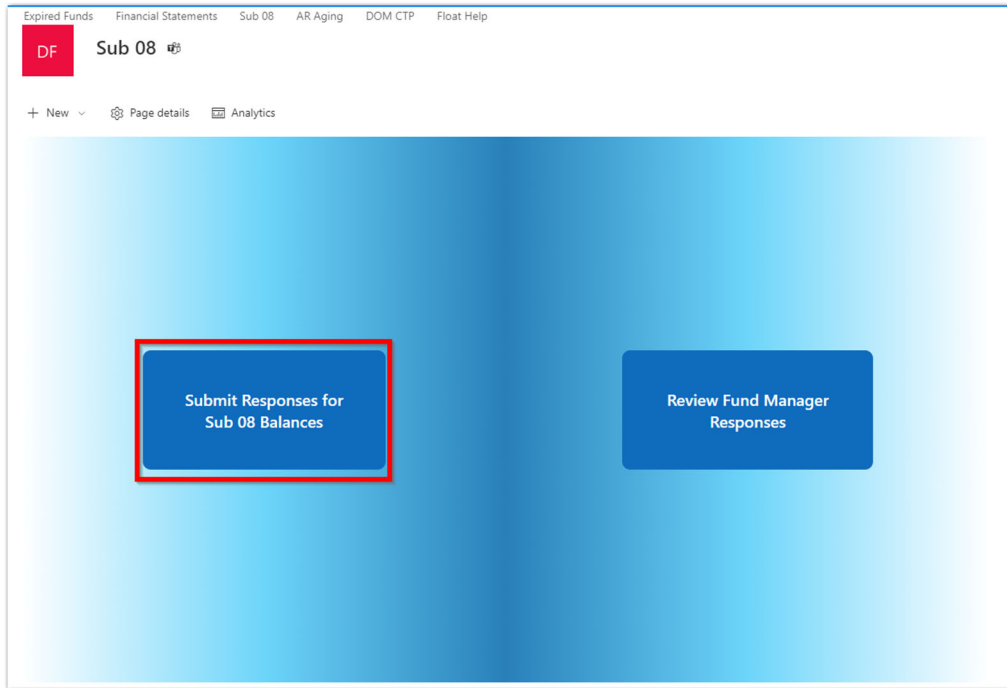 Expired Funds Financial Statements Sub 08 AR Aging DOM CTP Float Help
DF Sub 08
+ New Page details Analytics
Submit Responses for
Sub 08 Balances
Review Fund Manager
Responses